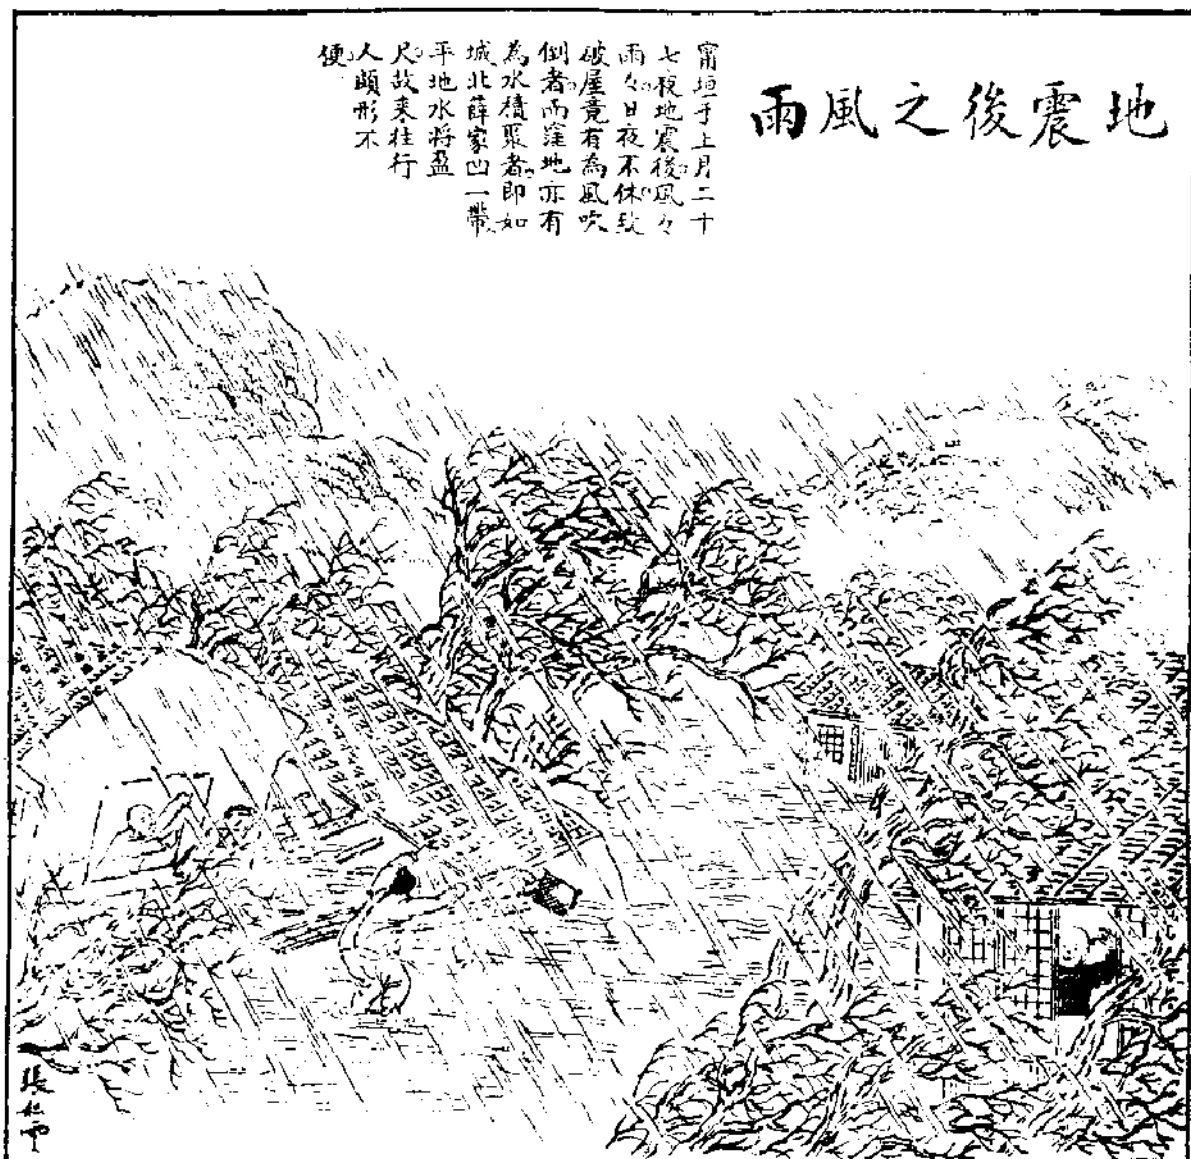 地震後之風雨
甯垣于上月二十
七夜地震後風々
雨々日夜不休致
破屋竟有為風吹
倒者而窪地亦有
為水積聚者即如
城北薛家凹一帶
平地水將盈
尺故來往行
人頗形不
便
張松雲